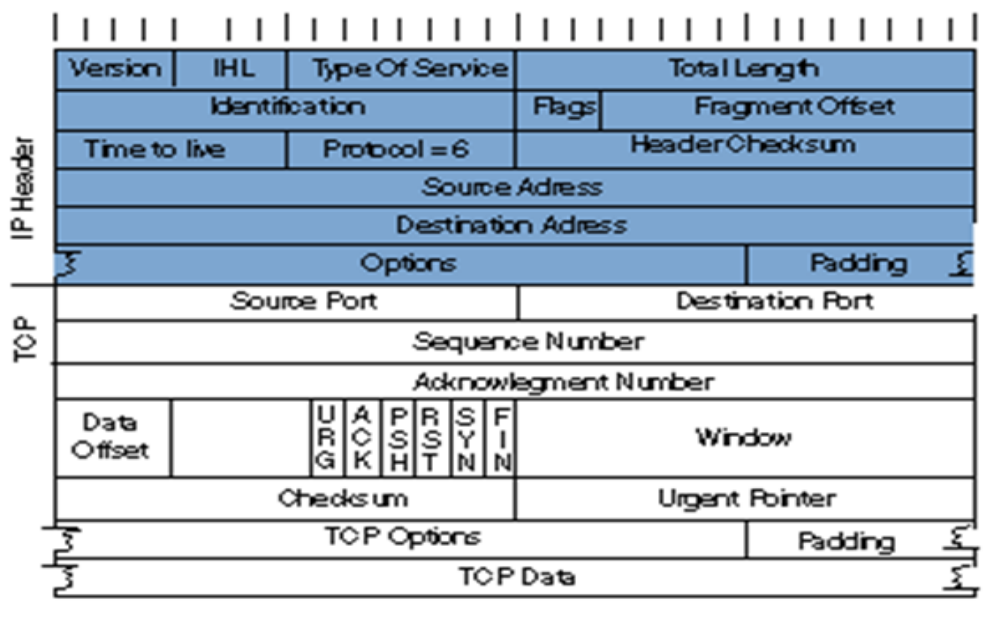 Version IHL Type Of Service Total Length
Identification Flags Fragment Offset
Time to live Protocol = 6 Header Checksum
Source Adress
Destination Adress
Options Padding
IP Header
Source Port Destination Port
Sequence Number
Acknowlegment Number
Data Offset URG ACK PSH RST SYN FIN Window
Checksum Urgent Pointer
TCP Options Padding
TCP Data
TCP